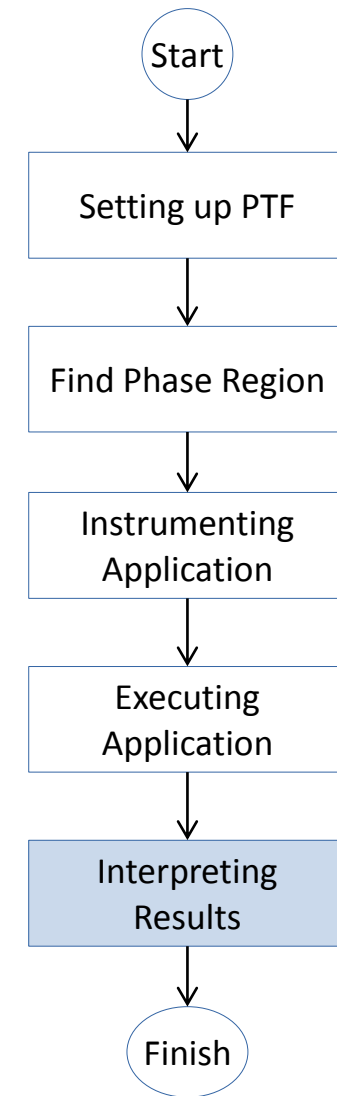 Start
Setting up PTF
Find Phase Region
Instrumenting
Application
Executing
Application
Interpreting
Results
Finish